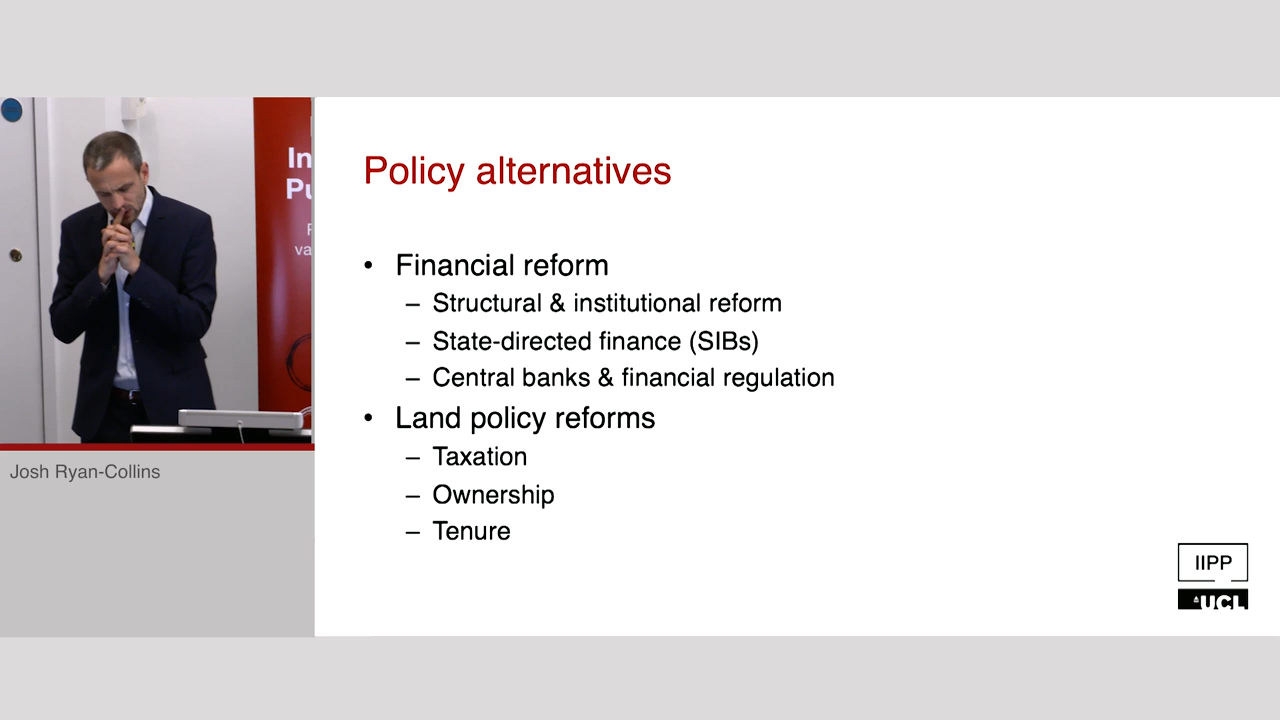 Policy alternatives
• Financial reform
– Structural & institutional reform
– State-directed finance (SIBs)
– Central banks & financial regulation
• Land policy reforms
– Taxation
– Ownership
– Tenure
Josh Ryan-Collins
IIPP
UCL